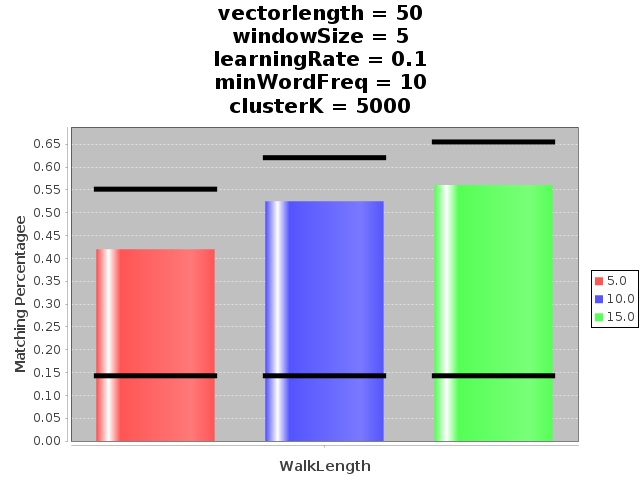 vectorlength = 50
windowSize = 5
learningRate = 0.1
minWordFreq = 10
clusterK = 5000
Matching Percentagee
0.65
0.60
0.55
0.50
0.45
0.40
0.35
0.30
0.25
0.20
0.15
0.10
0.05
0.00
5.0
10.0
15.0
WalkLength